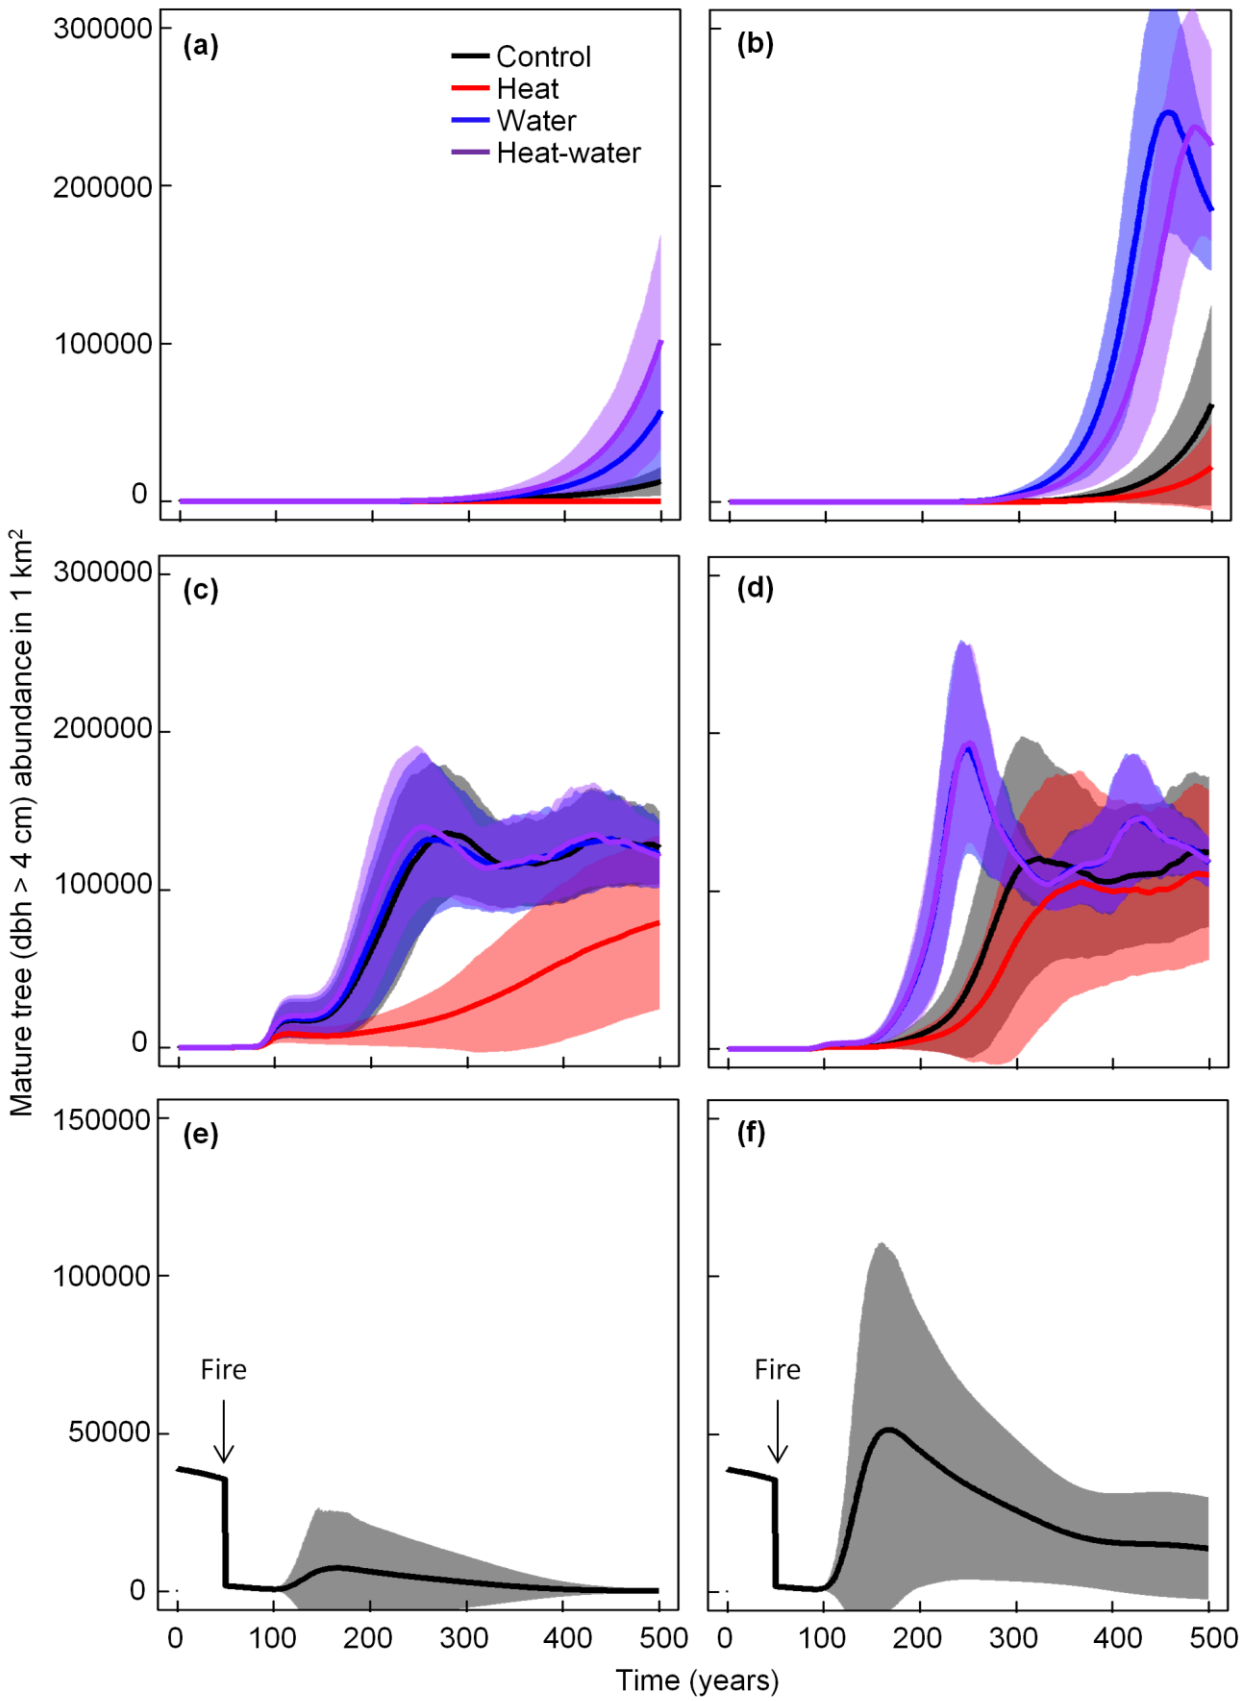 300000
200000
100000
0
(a)
Control
Heat
Water
Heat-water
(b)
Mature tree (dbh > 4 cm) abundance in 1 km²
300000
200000
100000
0
(c)
(d)
150000
100000
50000
0
(e)
Fire
(f)
Fire
0 100 200 300 400 500
0 100 200 300 400 500
Time (years)